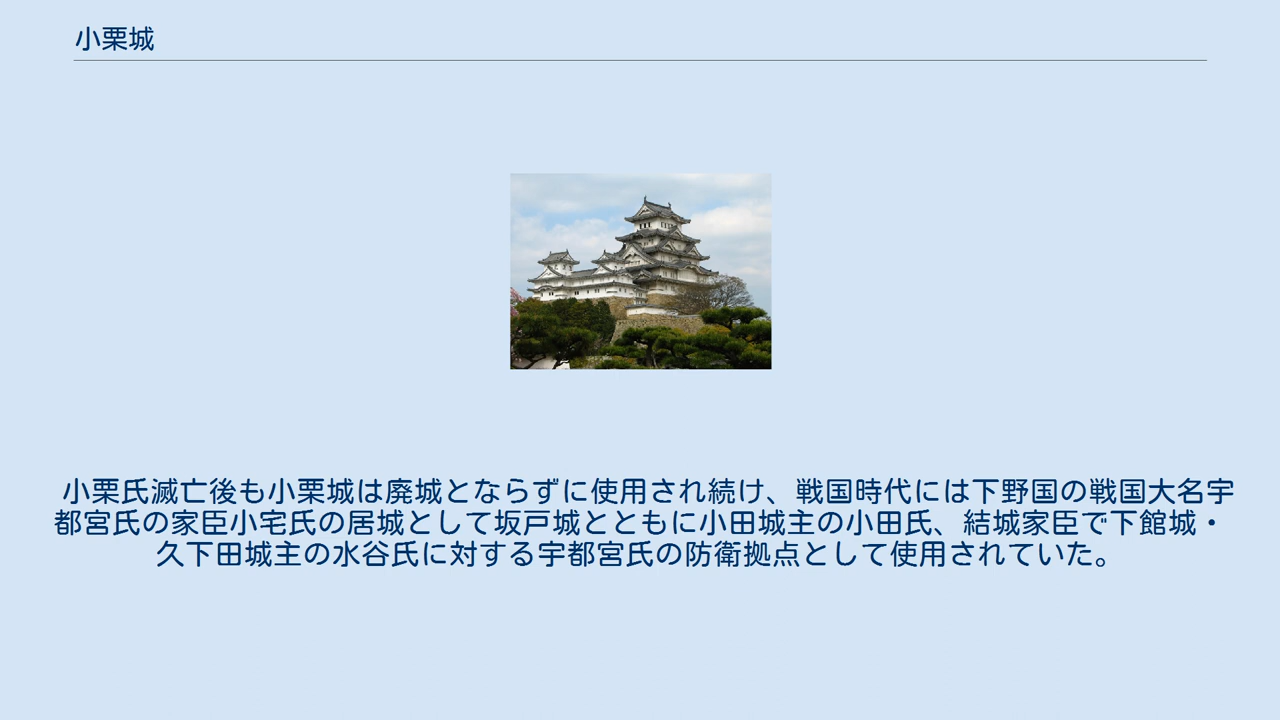 小栗城
小栗氏滅亡後も小栗城は廃城とならずに使用され続け、戦国時代には下野国の戦国大名宇
都宮氏の家臣小宅氏の居城として坂戸城とともに小田城主の小田氏、結城家臣で下館城・
久下田城主の水谷氏に対する宇都宮氏の防衛拠点として使用されていた。